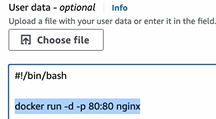 User data - optional Info
Upload a file with your user data or enter it in the field.
Choose file
#!/bin/bash
docker run -d -p 80:80 nginx